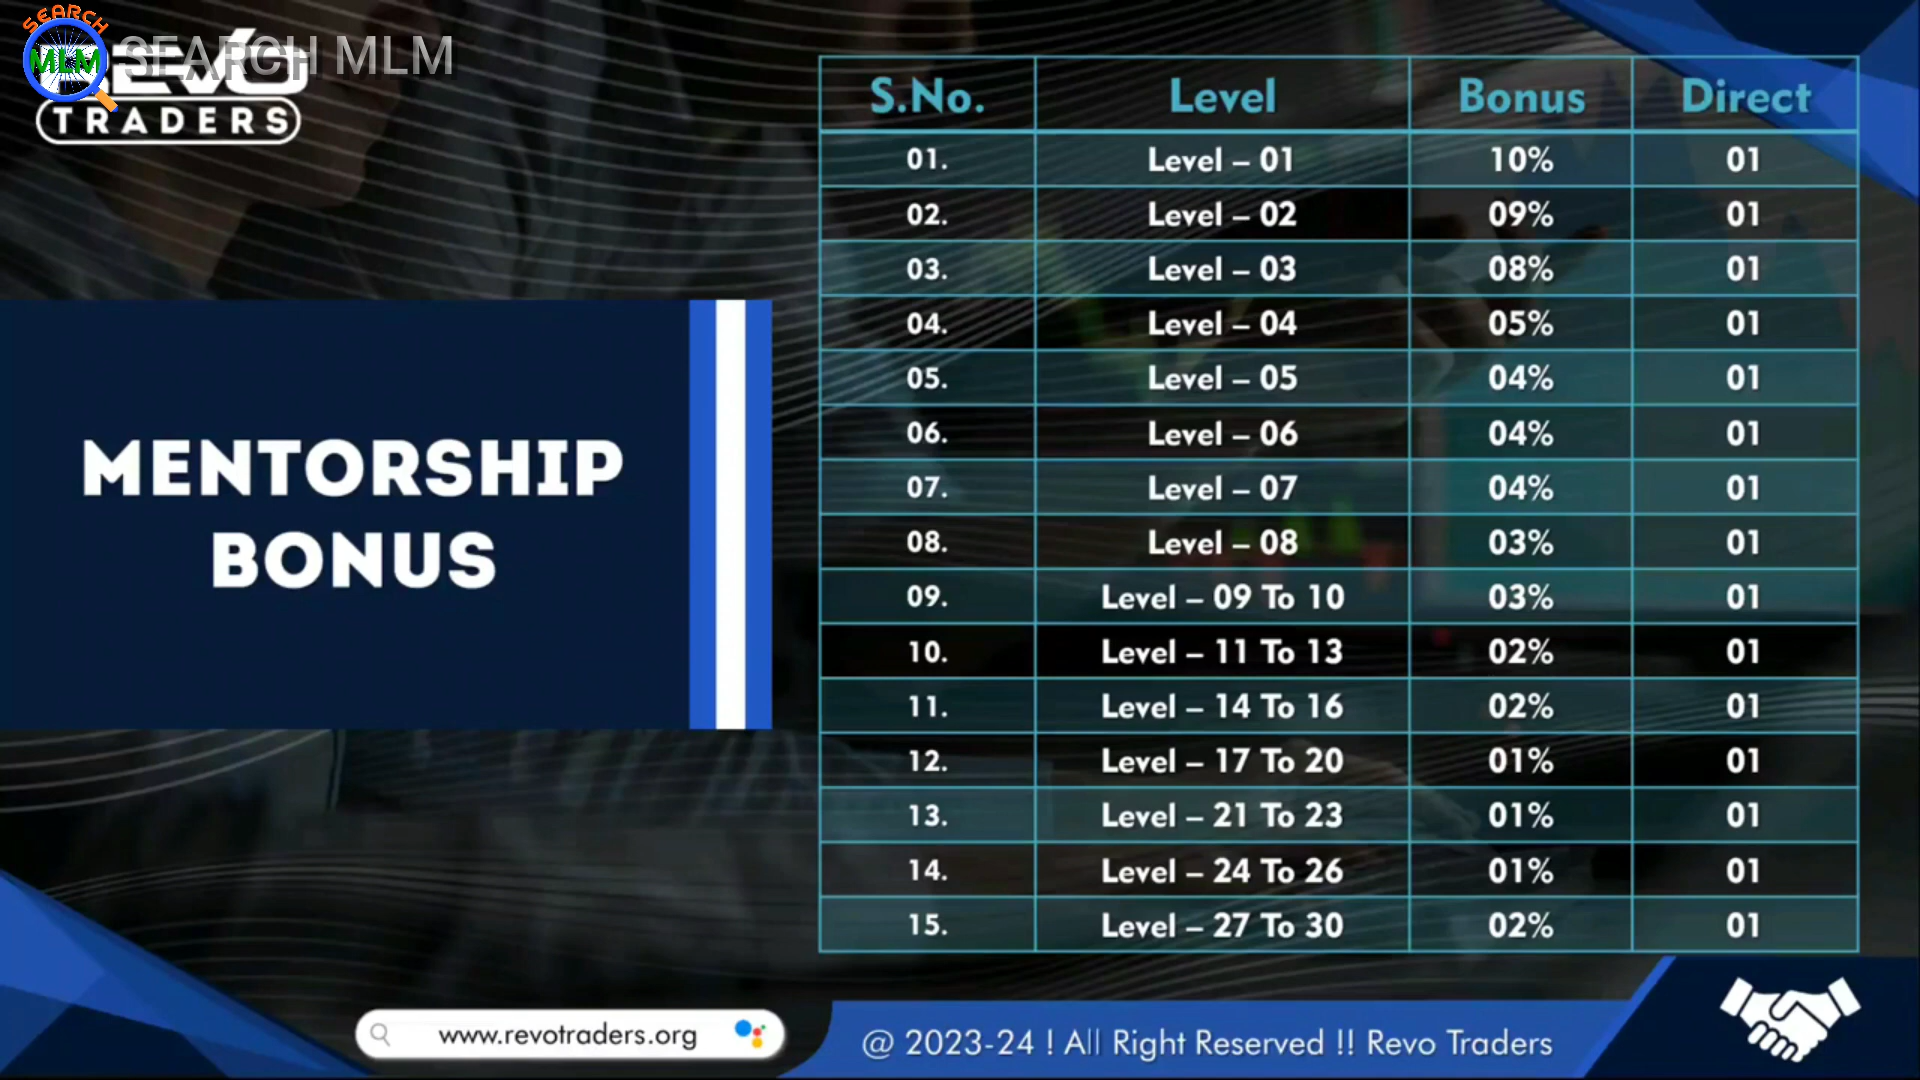 SEARCH
MLM
SEARCH MLM
REVO
TRADERS
MENTORSHIP
BONUS
S.No. Level Bonus Direct
01. Level – 01 10% 01
02. Level – 02 09% 01
03. Level – 03 08% 01
04. Level – 04 05% 01
05. Level – 05 04% 01
06. Level – 06 04% 01
07. Level – 07 04% 01
08. Level – 08 03% 01
09. Level – 09 To 10 03% 01
10. Level – 11 To 13 02% 01
11. Level – 14 To 16 02% 01
12. Level – 17 To 20 01% 01
13. Level – 21 To 23 01% 01
14. Level – 24 To 26 01% 01
15. Level – 27 To 30 02% 01
www.revotraders.org
@ 2023-24 ! All Right Reserved !! Revo Traders